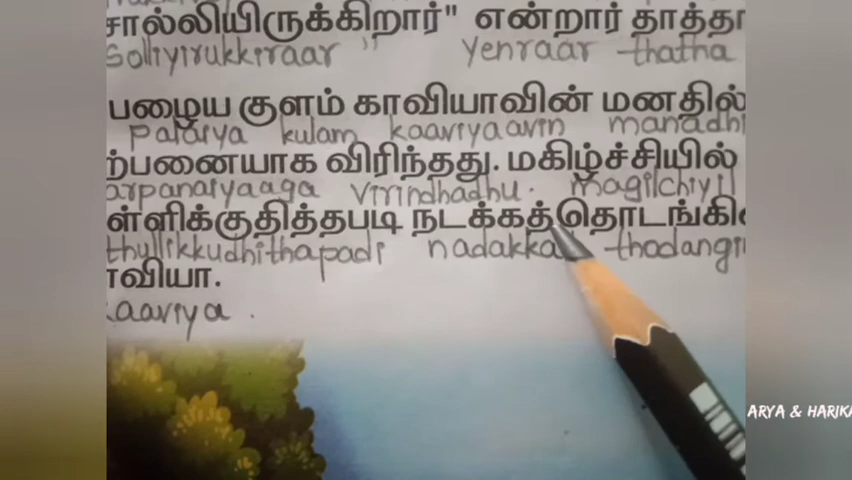 சொல்லியிருக்கிறார்" என்றார் தாத்தா
Solliyirukkiraar" yenraar thatha
பழைய குளம் காவியாவின் மனதில்
palaiya kulam kaaviyaavin manadhi
ற்பனையாக விரிந்தது. மகிழ்ச்சியில்
arpanaiyaaga virindhadhu. magilchiyil
ள்ளிக்குதித்தபடி நடக்கத்தொடங்கி
thullikkudhithapadi nadakka thodangi
ாவியா.
kaaviya.
ARYA & HARIKA